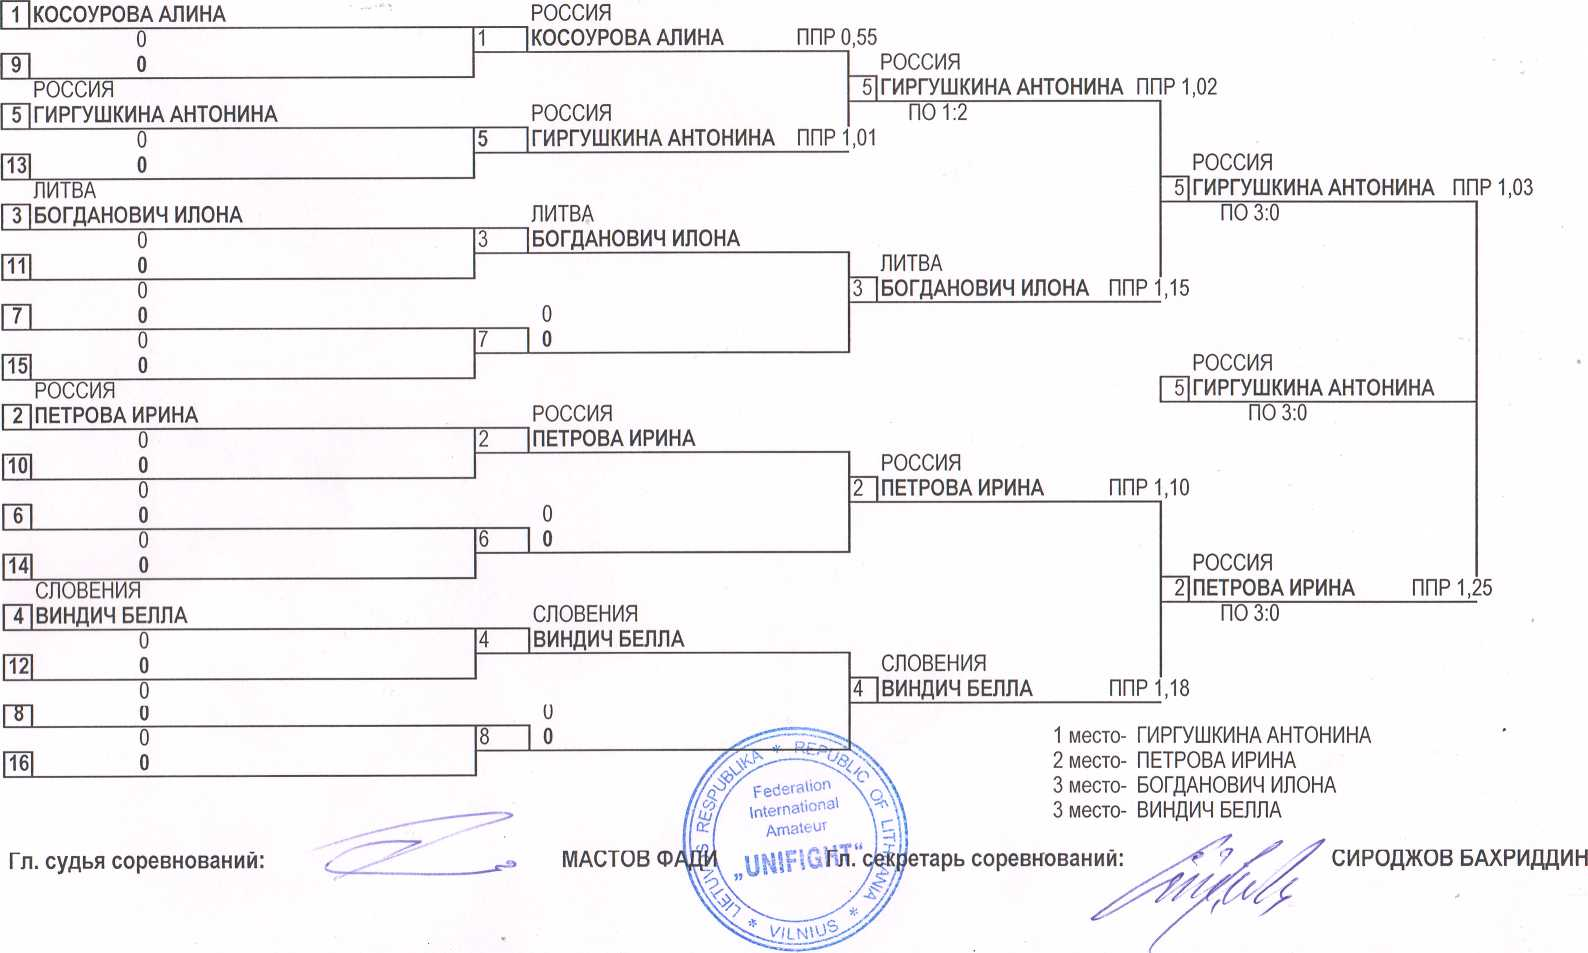 1 КОСОУРОВА АЛИНА
0
9 0
РОССИЯ
5 ГИРГУШКИНА АНТОНИНА
0
13 0
ЛИТВА
3 БОГДАНОВИЧ ИЛОНА
0
11 0
0
7 0
0
15 0
РОССИЯ
2 ПЕТРОВА ИРИНА
0
10 0
0
6 0
0
14 0
СЛОВЕНИЯ
4 ВИНДИЧ БЕЛЛА
0
12 0
0
8 0
0
16 0
РОССИЯ
1 КОСОУРОВА АЛИНА ППР 0,55
РОССИЯ
5 ГИРГУШКИНА АНТОНИНА ППР 1,01
ЛИТВА
3 БОГДАНОВИЧ ИЛОНА
0
7 0
РОССИЯ
2 ПЕТРОВА ИРИНА
0
6 0
СЛОВЕНИЯ
4 ВИНДИЧ БЕЛЛА
0
8 0
РОССИЯ
5 ГИРГУШКИНА АНТОНИНА ППР 1,02
ПО 1:2
ЛИТВА
3 БОГДАНОВИЧ ИЛОНА ППР 1,15
РОССИЯ
2 ПЕТРОВА ИРИНА ППР 1,10
СЛОВЕНИЯ
4 ВИНДИЧ БЕЛЛА ППР 1,18
РОССИЯ
5 ГИРГУШКИНА АНТОНИНА ППР 1,03
ПО 3:0
РОССИЯ
5 ГИРГУШКИНА АНТОНИНА
ПО 3:0
РОССИЯ
2 ПЕТРОВА ИРИНА ППР 1,25
ПО 3:0
1 место- ГИРГУШКИНА АНТОНИНА
2 место- ПЕТРОВА ИРИНА
3 место- БОГДАНОВИЧ ИЛОНА
3 место- ВИНДИЧ БЕЛЛА
Гл. судья соревнований: МАСТОВ ФАДИ
Гл. секретарь соревнований: СИРОДЖОВ БАХРИДДИН
LIETUVOS RESPUBLIKA * REPUBLIC OF LITHUANIA * VILNIUS *
Federation
International
Amateur
„UNIFIGHT“